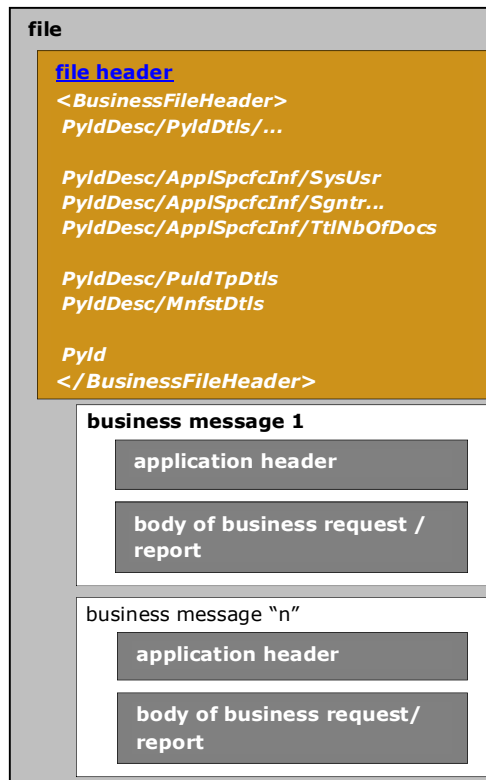 file
file header
<BusinessFileHeader>
PyldDesc/PyldDtls/...
PyldDesc/ApplSpcfcInf/SysUsr
PyldDesc/ApplSpcfcInf/Sgntr...
PyldDesc/ApplSpcfcInf/TtlNbOfDocs
PyldDesc/PuldTpDtls
PyldDesc/MnfstDtls
Pyld
</BusinessFileHeader>
business message 1
application header
body of business request /
report
business message “n”
application header
body of business request/
report